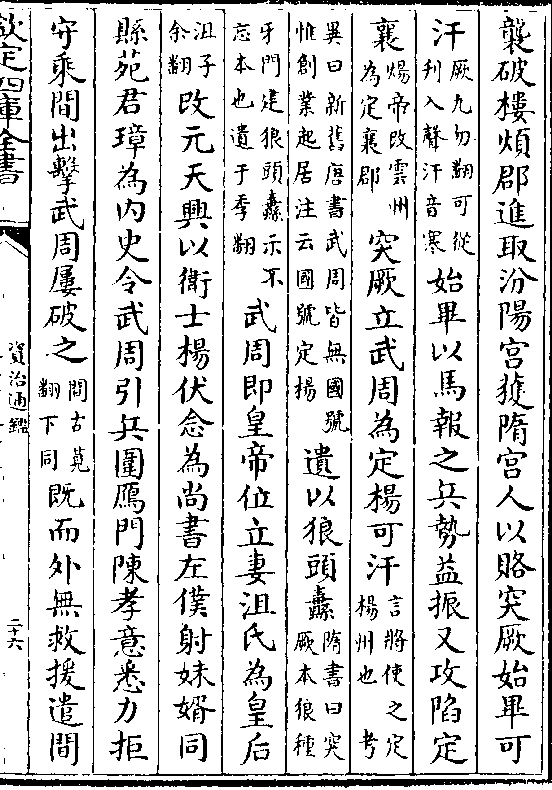 襲破樓煩郡進取汾陽宫獲隋宫人以賂突厥始畢可
汗厥九勿翻可從刋入聲汗音寒始畢以馬報之兵勢益振又攻陷定
襄煬帝改雲州為定襄郡突厥立武周為定楊可汗言將使之定楊州也考
異曰新舊唐書武周皆無國號惟創業起居注云國號定楊遺以狼頭纛隋書曰突厥本狼種
牙門建狼頭纛示不忘本也遺于季翻武周即皇帝位立妻沮氏為皇后
沮子余翻改元天興以衛士楊伏念為尚書左僕射妹婿同
縣苑君璋為内史令武周引兵圍鴈門陳孝意悉力拒
守乘間出擊武周屢破之間古莧翻下同既而外無救援遣間
欽定四庫全書
資治通鑑
二十六